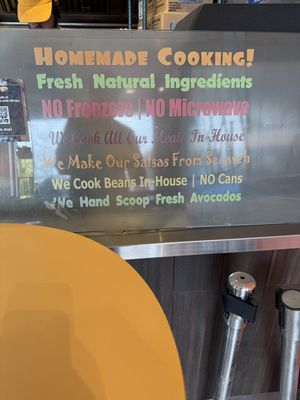 HOMEMADE COOKING!
Fresh Natural Ingredients
NO Freezers | NO Microwave
We Cook All Our Meats In-House
We Make Our Salsas From Scratch
We Cook Beans In-House | NO Cans
We Hand Scoop Fresh Avocados